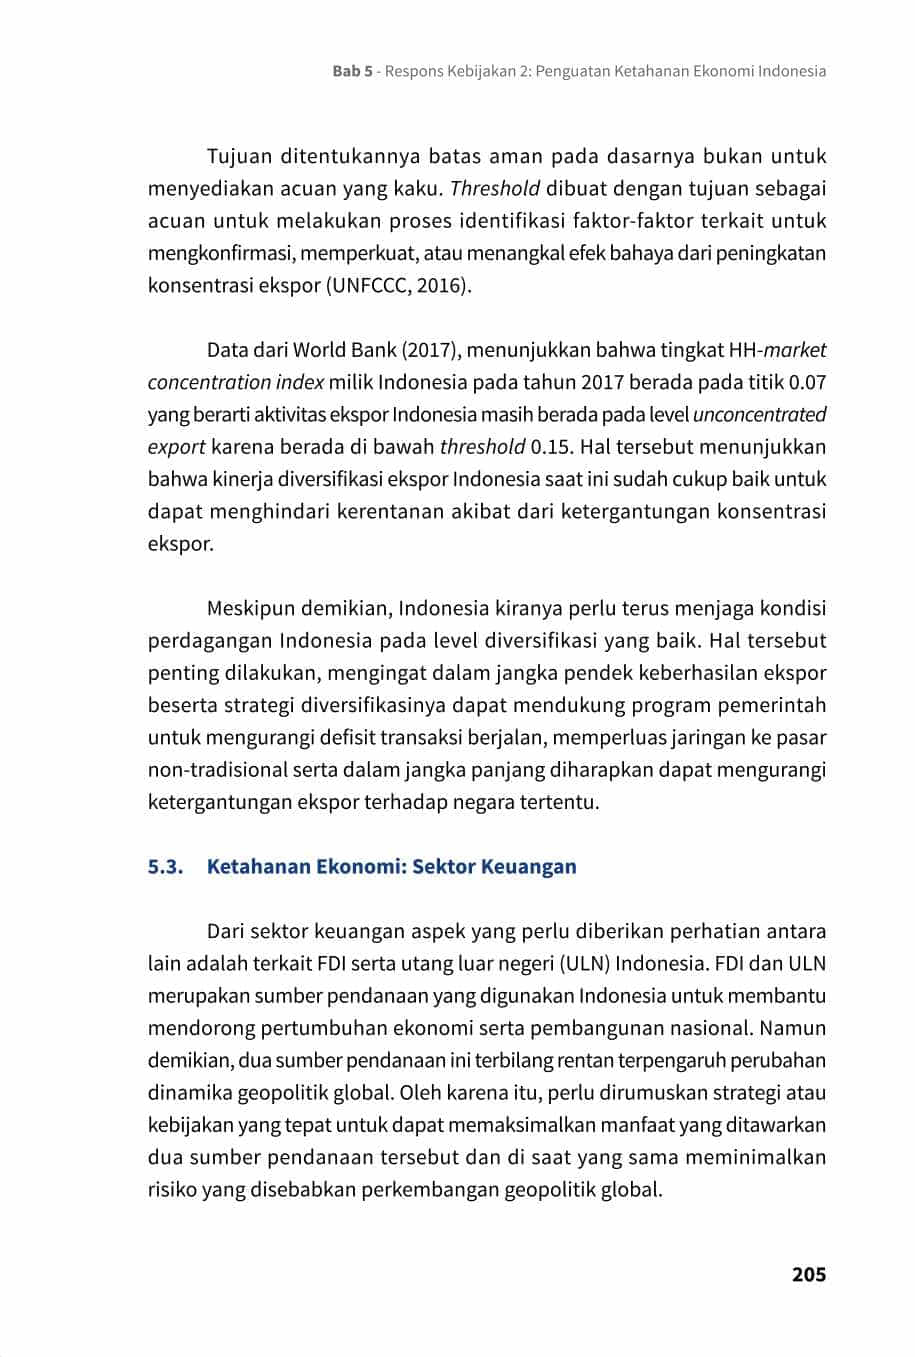 Bab 5 - Respons Kebijakan 2: Penguatan Ketahanan Ekonomi Indonesia
Tujuan ditentukannya batas aman pada dasarnya bukan untuk
menyediakan acuan yang kaku. Threshold dibuat dengan tujuan sebagai
acuan untuk melakukan proses identifikasi faktor-faktor terkait untuk
mengkonfirmasi, memperkuat, atau menangkal efek bahaya dari peningkatan
konsentrasi ekspor (UNFCCC, 2016).
Data dari World Bank (2017), menunjukkan bahwa tingkat HH-market
concentration index milik Indonesia pada tahun 2017 berada pada titik 0.07
yang berarti aktivitas ekspor Indonesia masih berada pada level unconcentrated
export karena berada di bawah threshold 0.15. Hal tersebut menunjukkan
bahwa kinerja diversifikasi ekspor Indonesia saat ini sudah cukup baik untuk
dapat menghindari kerentanan akibat dari ketergantungan konsentrasi
ekspor.
Meskipun demikian, Indonesia kiranya perlu terus menjaga kondisi
perdagangan Indonesia pada level diversifikasi yang baik. Hal tersebut
penting dilakukan, mengingat dalam jangka pendek keberhasilan ekspor
beserta strategi diversifikasinya dapat mendukung program pemerintah
untuk mengurangi defisit transaksi berjalan, memperluas jaringan ke pasar
non-tradisional serta dalam jangka panjang diharapkan dapat mengurangi
ketergantungan ekspor terhadap negara tertentu.
5.3. Ketahanan Ekonomi: Sektor Keuangan
Dari sektor keuangan aspek yang perlu diberikan perhatian antara
lain adalah terkait FDI serta utang luar negeri (ULN) Indonesia. FDI dan ULN
merupakan sumber pendanaan yang digunakan Indonesia untuk membantu
mendorong pertumbuhan ekonomi serta pembangunan nasional. Namun
demikian, dua sumber pendanaan ini terbilang rentan terpengaruh perubahan
dinamika geopolitik global. Oleh karena itu, perlu dirumuskan strategi atau
kebijakan yang tepat untuk dapat memaksimalkan manfaat yang ditawarkan
dua sumber pendanaan tersebut dan di saat yang sama meminimalkan
risiko yang disebabkan perkembangan geopolitik global.
205